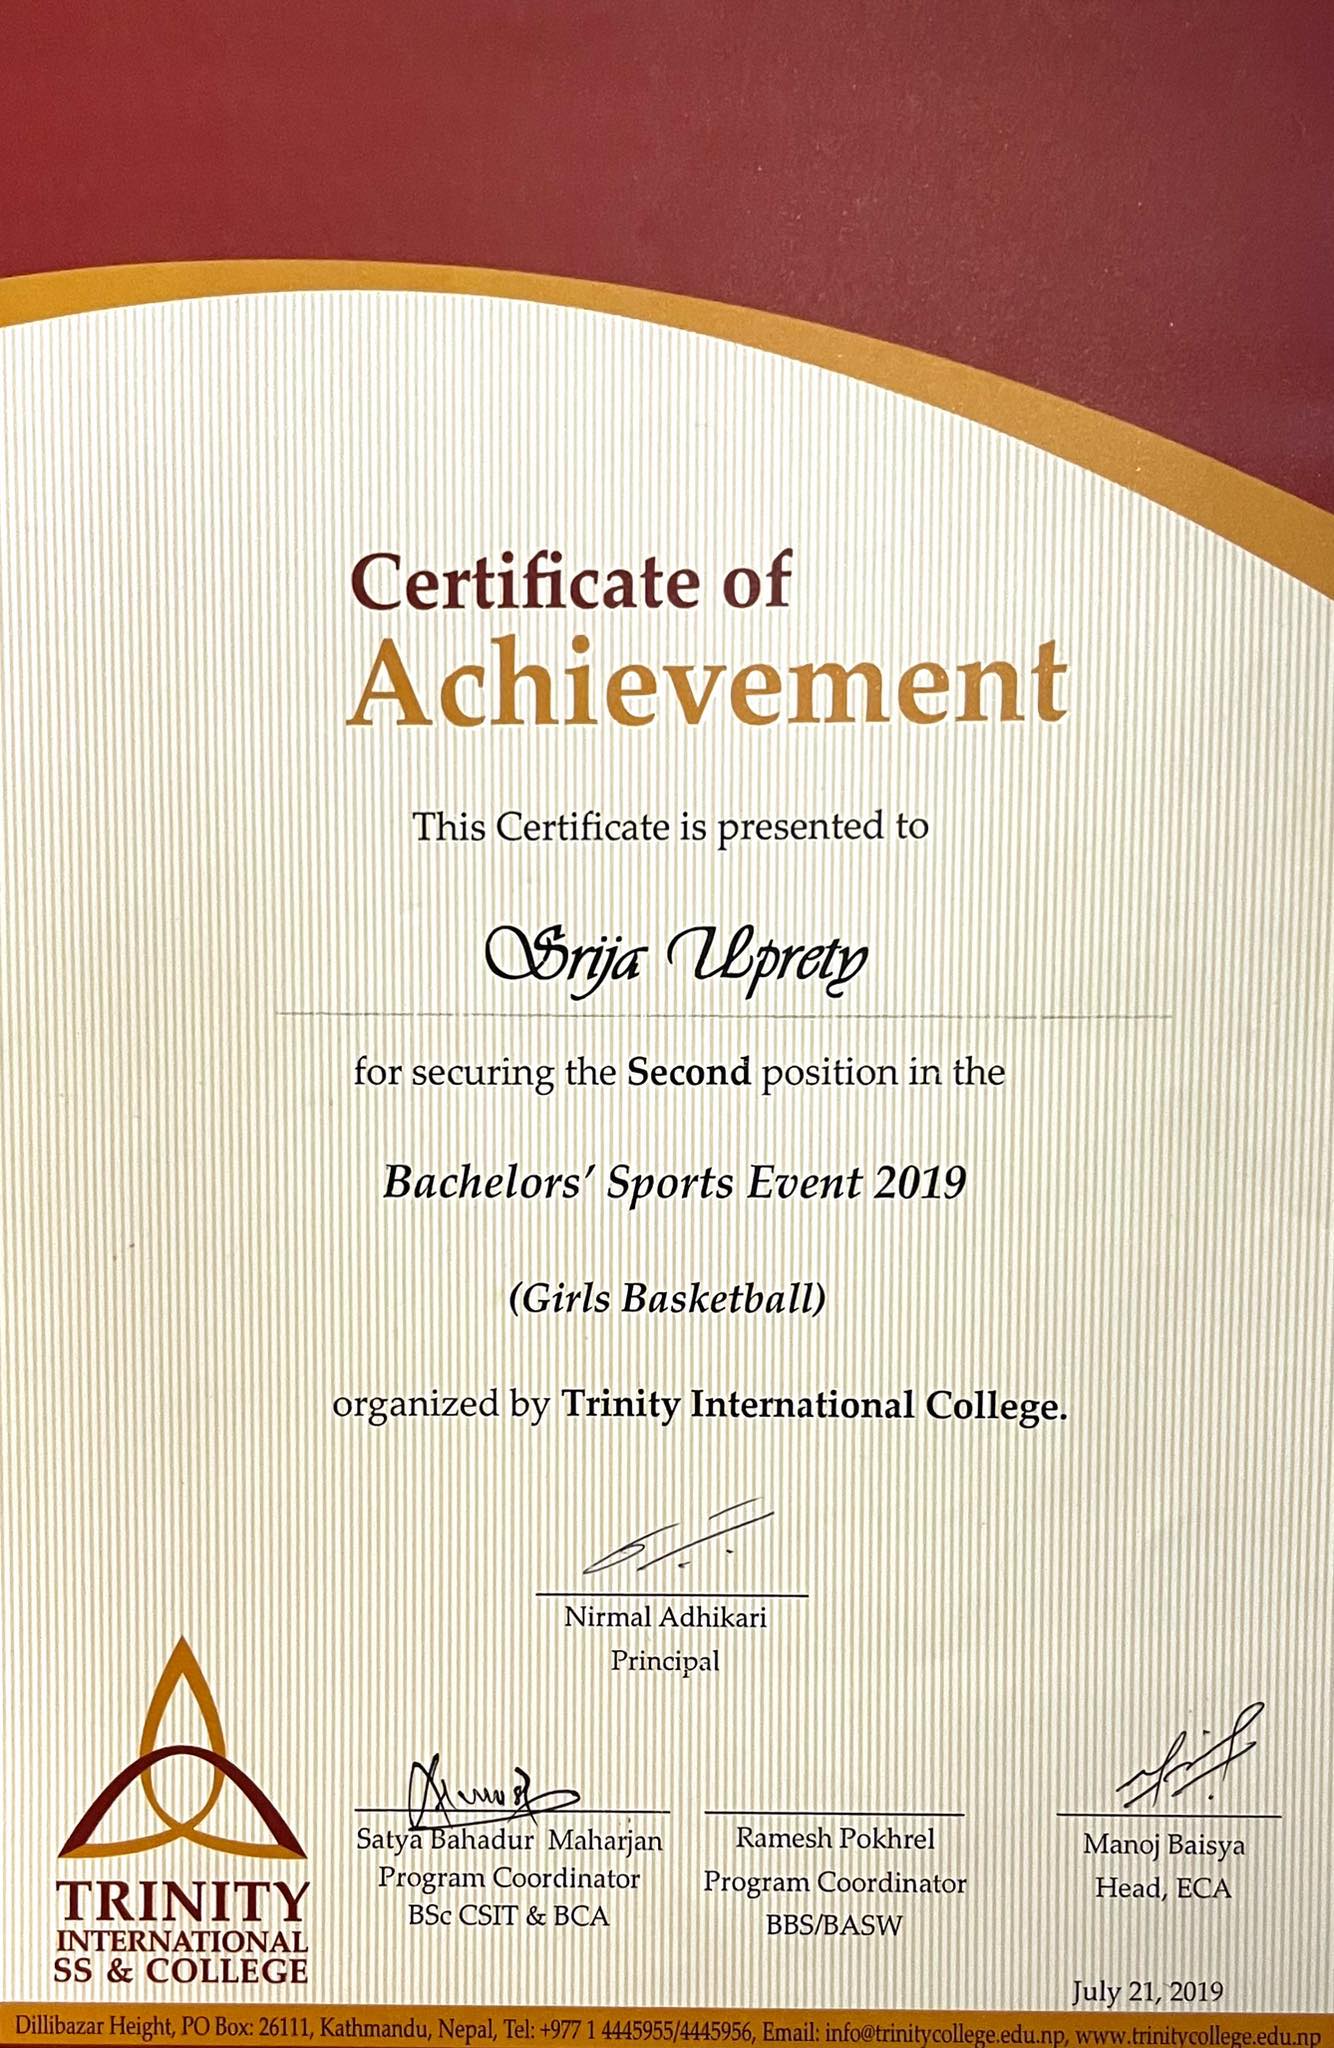 Certificate of
Achievement
This Certificate is presented to
Srija Uprety
for securing the Second position in the
Bachelors' Sports Event 2019
(Girls Basketball)
organized by Trinity International College.
Nirmal Adhikari
Principal
Satya Bahadur Maharjan
Program Coordinator
BSc CSIT & BCA
Ramesh Pokhrel
Program Coordinator
BBS/BASW
Manoj Baisya
Head, ECA
TRINITY
INTERNATIONAL
SS & COLLEGE
July 21, 2019
Dillibazar Height, PO Box: 26111, Kathmandu, Nepal, Tel: +977 1 4445955/4445956, Email: info@trinitycollege.edu.np, www.trinitycollege.edu.np